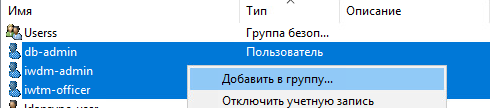 Имя Тип Описание
Userss Группа безоп...
db-admin Пользователь
iwdm-admin
iwtm-officer
Добавить в группу...
Отключить учетную запись